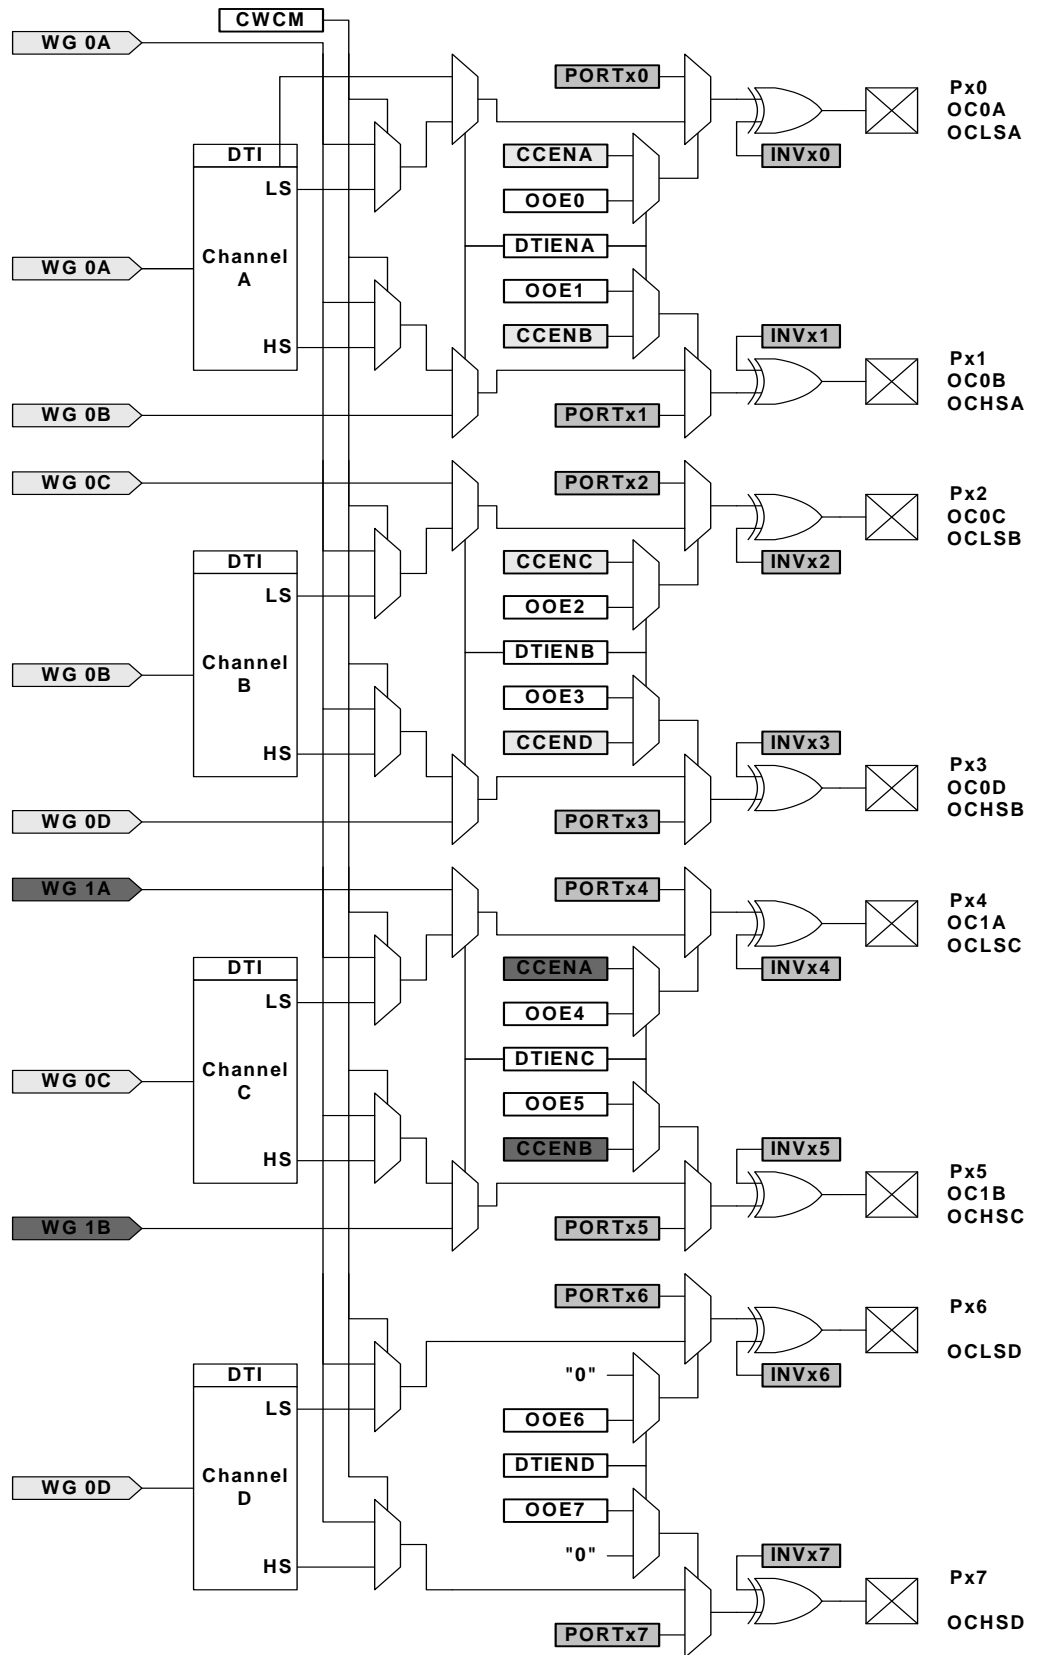 CWCM
WG 0A
PORTx0
Px0
OC0A
OCLSA
DTI
CCENA
INVx0
LS
OOE0
Channel
A
WG 0A
DTIENA
OOE1
HS
CCENB
INVx1
Px1
OC0B
OCHSA
WG 0B
PORTx1
WG 0C
PORTx2
Px2
OC0C
OCLSB
DTI
CCENC
INVx2
LS
OOE2
Channel
B
WG 0B
DTIENB
OOE3
HS
CCEND
INVx3
Px3
OC0D
OCHSB
WG 0D
PORTx3
WG 1A
PORTx4
Px4
OC1A
OCLSC
DTI
CCENA
INVx4
LS
OOE4
Channel
C
WG 0C
DTIENC
OOE5
HS
CCENB
INVx5
Px5
OC1B
OCHSC
WG 1B
PORTx5
PORTx6
Px6
OCLSD
DTI
"0"
INVx6
LS
OOE6
Channel
D
WG 0D
DTIEND
OOE7
HS
"0"
INVx7
Px7
OCHSD
PORTx7